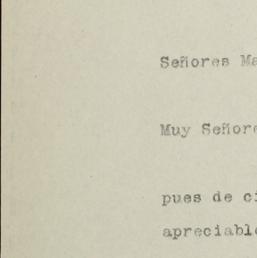 Señores Ma
Muy Señore
pues de ci
apreciable